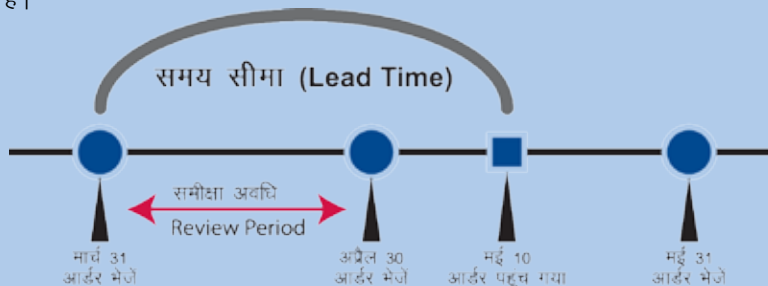 है।
समय सीमा (Lead Time)
समीक्षा अवधि
Review Period
मार्च 31
आर्डर भेजें
अप्रैल 30
आर्डर भेजें
मई 10
आर्डर पहुच गया
मई 31
आर्डर भेजें